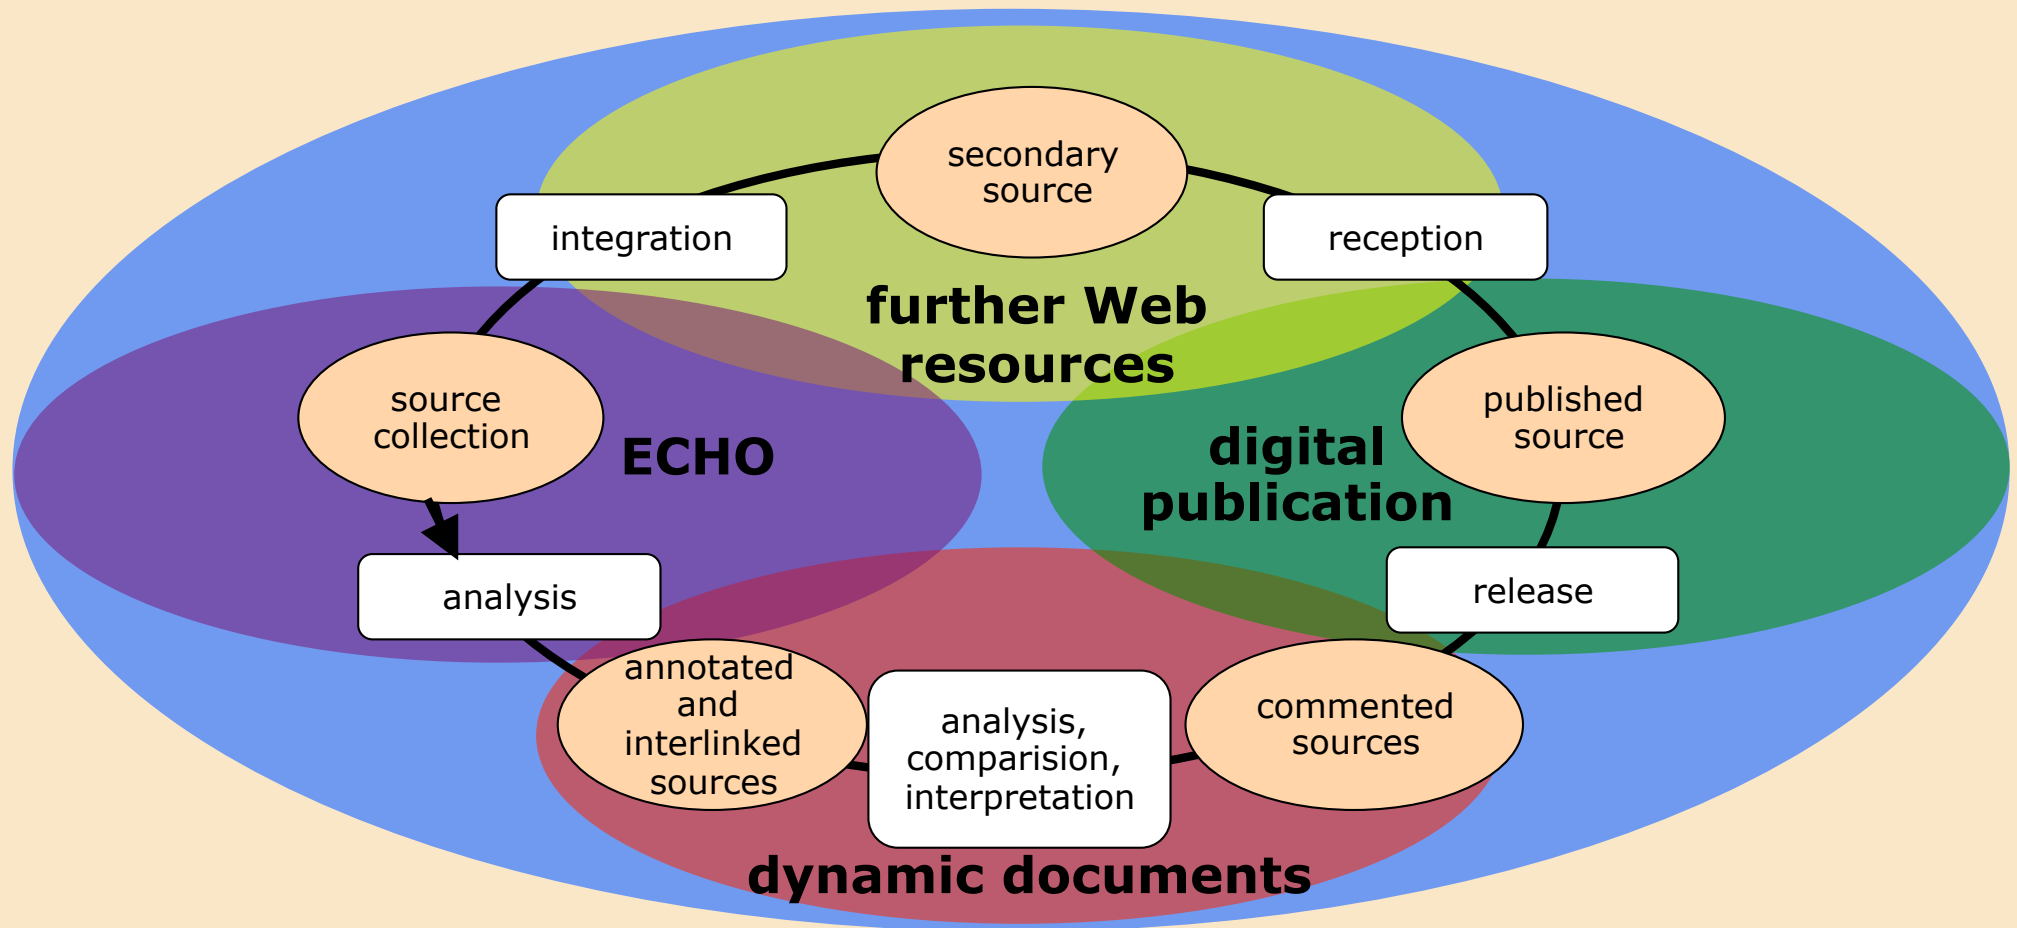 secondary
source
integration
reception
further Web
resources
source
collection
ECHO
digital
publication
published
source
analysis
release
annotated
and
interlinked
sources
analysis,
comparision,
interpretation
commented
sources
dynamic documents